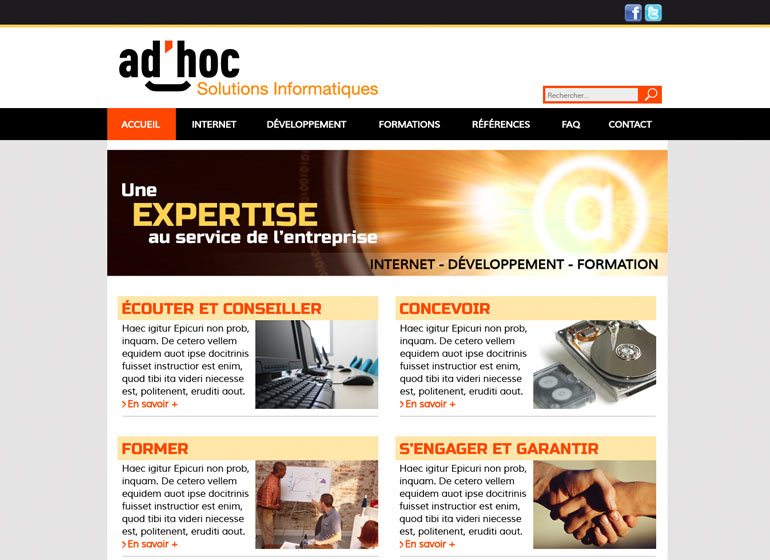 ad'hoc
Solutions Informatiques
Rechercher...
ACCUEIL INTERNET DÉVELOPPEMENT FORMATIONS RÉFÉRENCES FAQ CONTACT
Une
EXPERTISE
au service de l'entreprise
INTERNET - DÉVELOPPEMENT - FORMATION
ÉCOUTER ET CONSEILLER
Haec igitur Epicuri non prob,
inquam. De cetero vellem
equidem auot ipse docitrinis
fuisset instructior est enim,
quod tibi ita videri niecesse
est, politenent, eruditi aout.
En savoir +
CONCEVOIR
Haec igitur Epicuri non prob,
inquam. De cetero vellem
equidem auot ipse docitrinis
fuisset instructior est enim,
quod tibi ita videri niecesse
est, politenent, eruditi aout.
En savoir +
FORMER
Haec igitur Epicuri non prob,
inquam. De cetero vellem
equidem auot ipse docitrinis
fuisset instructior est enim,
quod tibi ita videri niecesse
est, politenent, eruditi aout.
En savoir +
S'ENGAGER ET GARANTIR
Haec igitur Epicuri non prob,
inquam. De cetero vellem
equidem auot ipse docitrinis
fuisset instructior est enim,
quod tibi ita videri niecesse
est, politenent, eruditi aout.
En savoir +